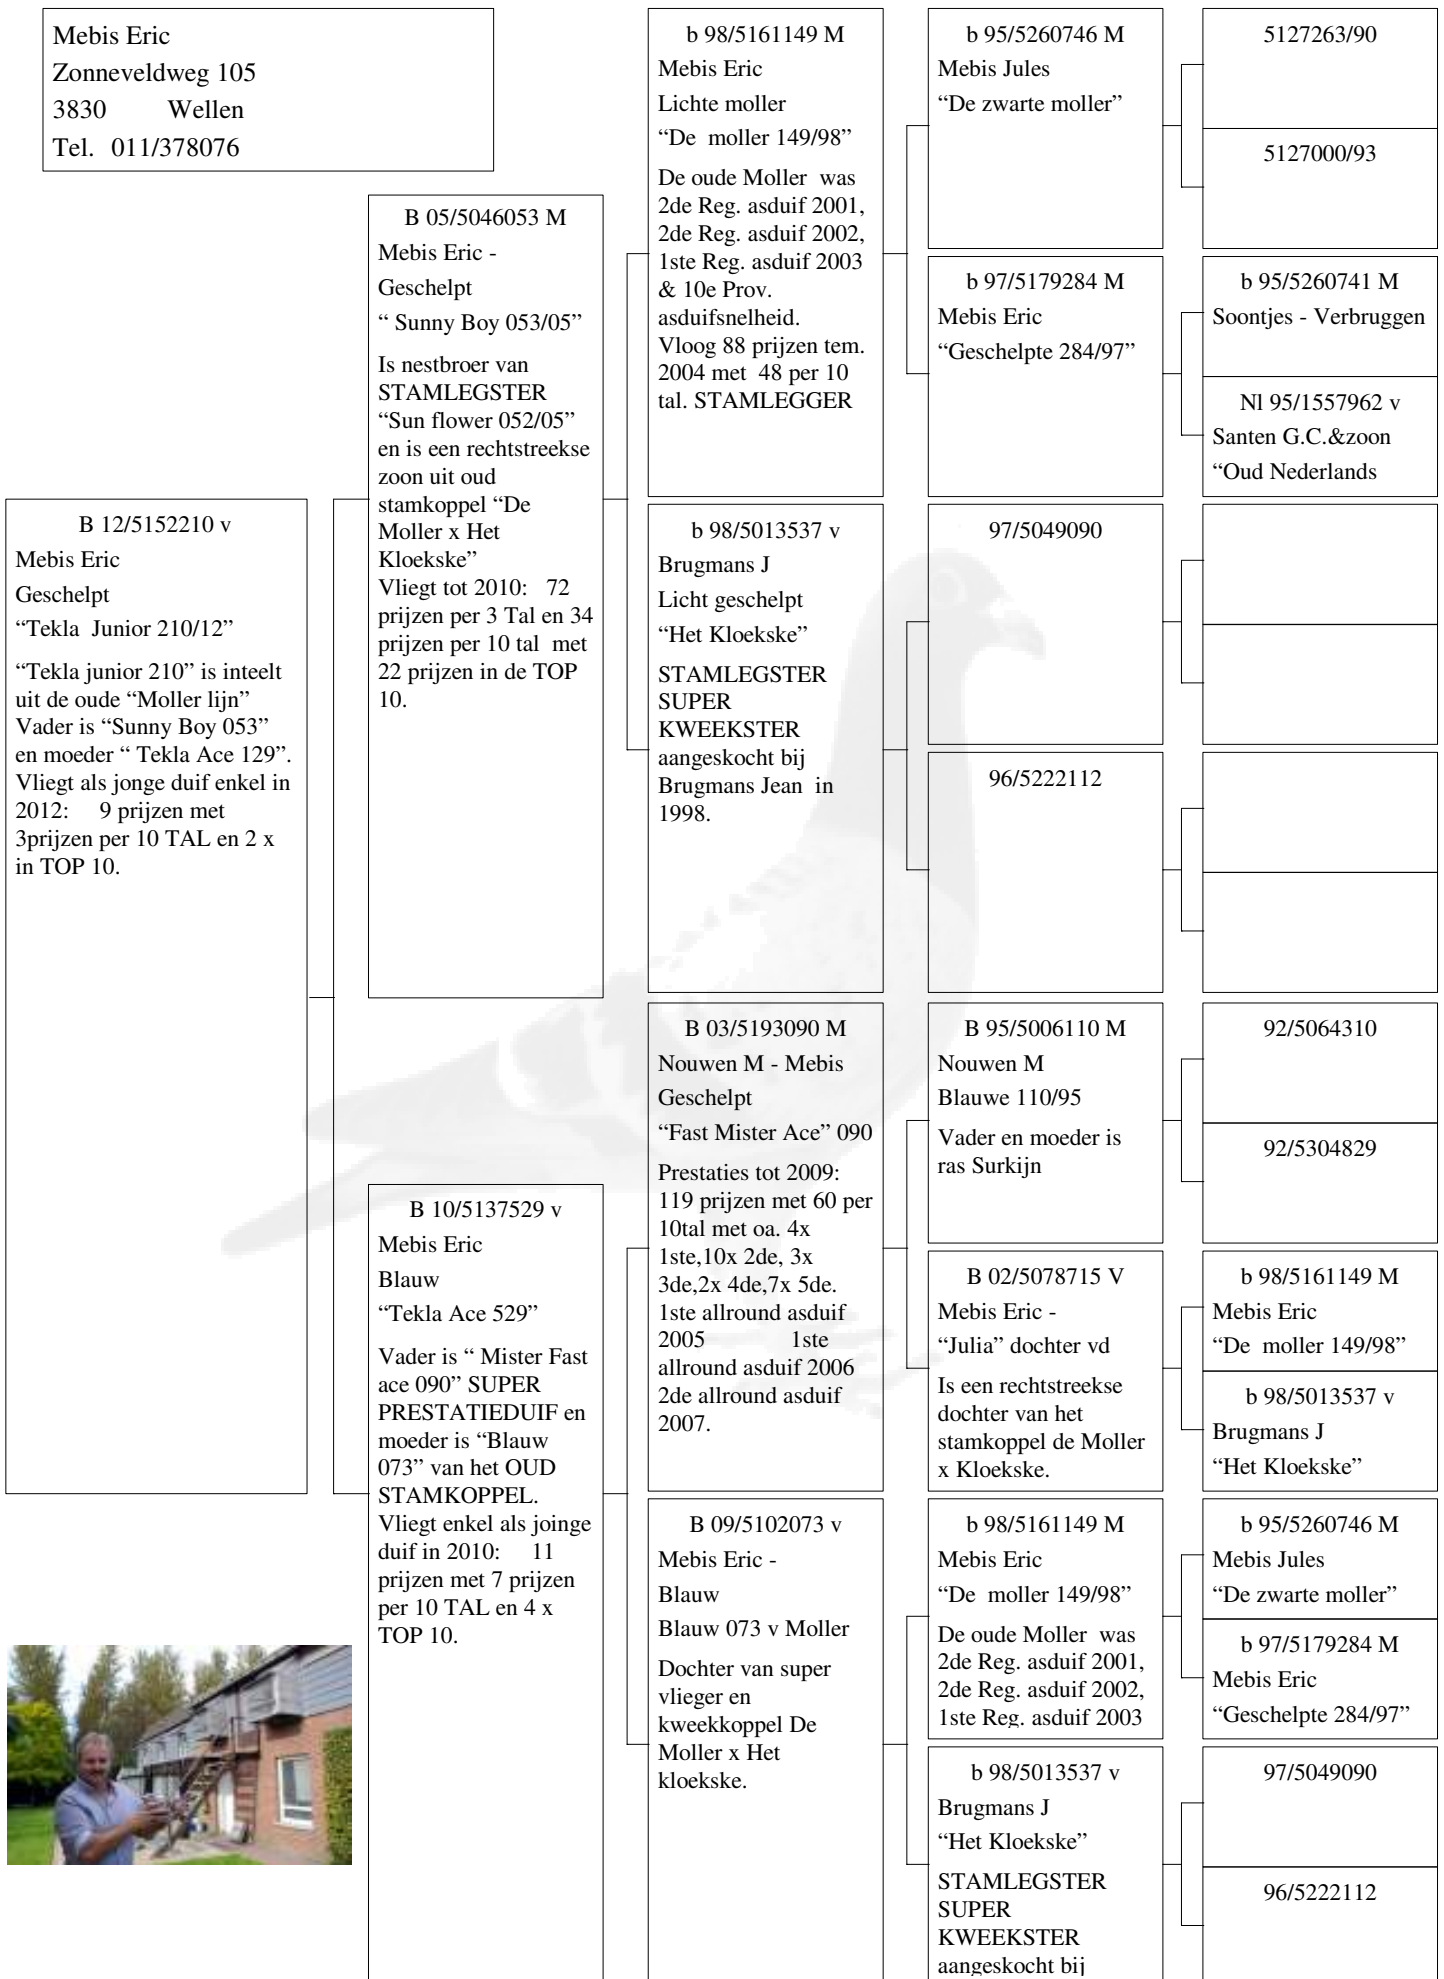 Mebis Eric
Zonneveldweg 105
3830 Wellen
Tel. 011/378076
B 12/5152210 v
Mebis Eric
Geschelpt
“Tekla Junior 210/12”
“Tekla junior 210” is inteelt
uit de oude “Moller lijn”
Vader is “Sunny Boy 053”
en moeder “ Tekla Ace 129”.
Vliegt als jonge duif enkel in
2012: 9 prijzen met
3prijzen per 10 TAL en 2 x
in TOP 10.
B 05/5046053 M
Mebis Eric -
Geschelpt
“ Sunny Boy 053/05”
Is nestbroer van
STAMLEGSTER
“Sun flower 052/05”
en is een rechtstreekse
zoon uit oud
stamkoppel “De
Moller x Het
Kloekske”
Vliegt tot 2010: 72
prijzen per 3 Tal en 34
prijzen per 10 tal met
22 prijzen in de TOP
10.
B 10/5137529 v
Mebis Eric
Blauw
“Tekla Ace 529”
Vader is “ Mister Fast
ace 090” SUPER
PRESTATIEDUIF en
moeder is “Blauw
073” van het OUD
STAMKOPPEL.
Vliegt enkel als joinge
duif in 2010: 11
prijzen met 7 prijzen
per 10 TAL en 4 x
TOP 10.
b 98/5161149 M
Mebis Eric
Lichte moller
“De moller 149/98”
De oude Moller was
2de Reg. asduif 2001,
2de Reg. asduif 2002,
1ste Reg. asduif 2003
& 10e Prov.
asduifsnelheid.
Vloog 88 prijzen tem.
2004 met 48 per 10
tal. STAMLEGGER
b 98/5013537 v
Brugmans J
Licht geschelpt
“Het Kloekske”
STAMLEGSTER
SUPER
KWEEKSTER
aangeskocht bij
Brugmans Jean in
1998.
B 03/5193090 M
Nouwen M - Mebis
Geschelpt
“Fast Mister Ace” 090
Prestaties tot 2009:
119 prijzen met 60 per
10tal met oa. 4x
1ste,10x 2de, 3x
3de,2x 4de,7x 5de.
1ste allround asduif
2005 1ste
allround asduif 2006
2de allround asduif
2007.
B 09/5102073 v
Mebis Eric -
Blauw
Blauw 073 v Moller
Dochter van super
vlieger en
kweekkoppel De
Moller x Het
kloekske.
b 95/5260746 M
Mebis Jules
“De zwarte moller”
b 97/5179284 M
Mebis Eric
“Geschelpte 284/97”
97/5049090
96/5222112
B 95/5006110 M
Nouwen M
Blauwe 110/95
Vader en moeder is
ras Surkijn
B 02/5078715 V
Mebis Eric -
“Julia” dochter vd
Is een rechtstreekse
dochter van het
stamkoppel de Moller
x Kloekske.
b 98/5161149 M
Mebis Eric
“De moller 149/98”
De oude Moller was
2de Reg. asduif 2001,
2de Reg. asduif 2002,
1ste Reg. asduif 2003
b 98/5013537 v
Brugmans J
“Het Kloekske”
STAMLEGSTER
SUPER
KWEEKSTER
aangeskocht bij
5127263/90
5127000/93
b 95/5260741 M
Soontjes - Verbruggen
Nl 95/1557962 v
Santen G.C.&zoon
“Oud Nederlands
92/5064310
92/5304829
b 98/5161149 M
Mebis Eric
“De moller 149/98”
b 98/5013537 v
Brugmans J
“Het Kloekske”
b 95/5260746 M
Mebis Jules
“De zwarte moller”
b 97/5179284 M
Mebis Eric
“Geschelpte 284/97”
97/5049090
96/5222112